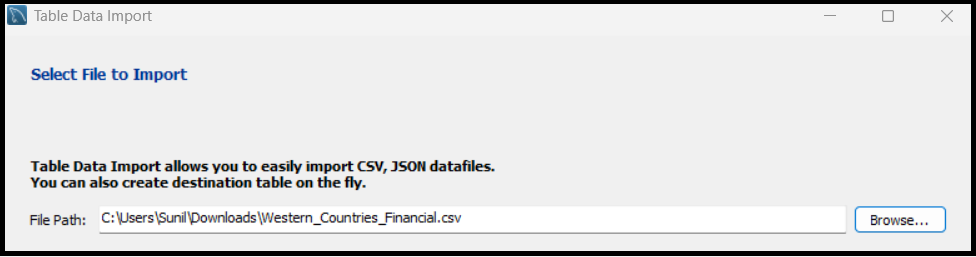 Table Data Import
Select File to Import
Table Data Import allows you to easily import CSV, JSON datafiles.
You can also create destination table on the fly.
File Path: C:\Users\Sunil\Downloads\Western_Countries_Financial.csv Browse...